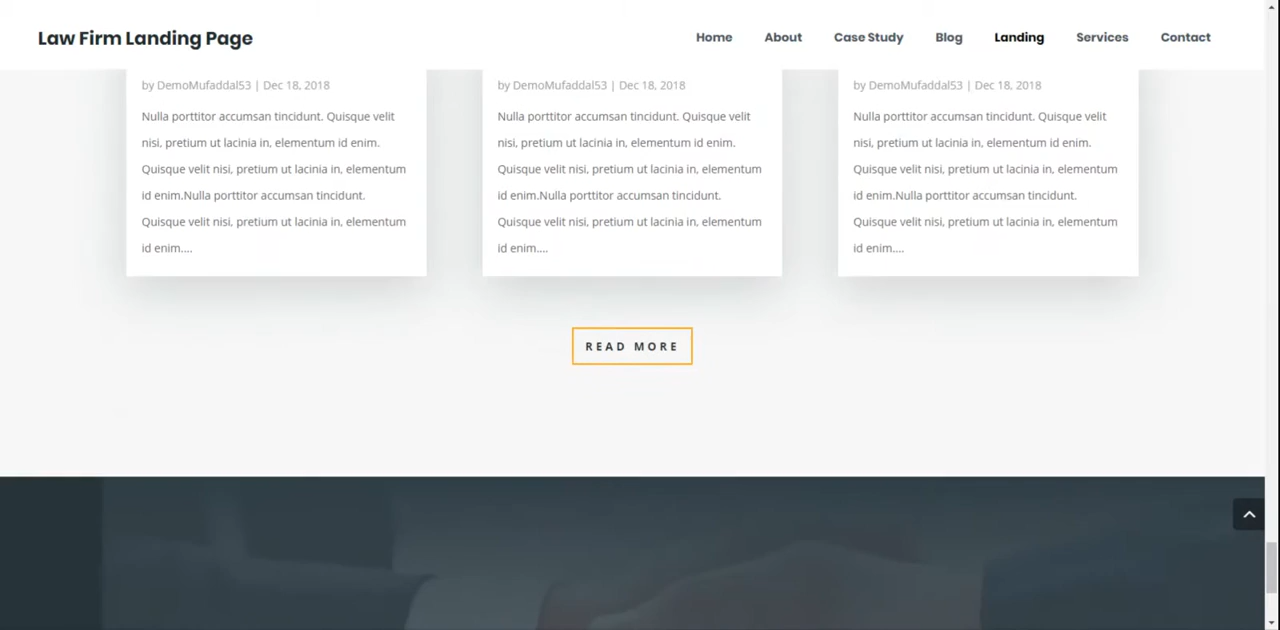 Law Firm Landing Page
Home About Case Study Blog Landing Services Contact
by DemoMufaddal53 | Dec 18, 2018
Nulla porttitor accumsan tincidunt. Quisque velit
nisi, pretium ut lacinia in, elementum id enim.
Quisque velit nisi, pretium ut lacinia in, elementum
id enim.Nulla porttitor accumsan tincidunt.
Quisque velit nisi, pretium ut lacinia in, elementum
id enim....
by DemoMufaddal53 | Dec 18, 2018
Nulla porttitor accumsan tincidunt. Quisque velit
nisi, pretium ut lacinia in, elementum id enim.
Quisque velit nisi, pretium ut lacinia in, elementum
id enim.Nulla porttitor accumsan tincidunt.
Quisque velit nisi, pretium ut lacinia in, elementum
id enim....
by DemoMufaddal53 | Dec 18, 2018
Nulla porttitor accumsan tincidunt. Quisque velit
nisi, pretium ut lacinia in, elementum id enim.
Quisque velit nisi, pretium ut lacinia in, elementum
id enim.Nulla porttitor accumsan tincidunt.
Quisque velit nisi, pretium ut lacinia in, elementum
id enim....
READ MORE